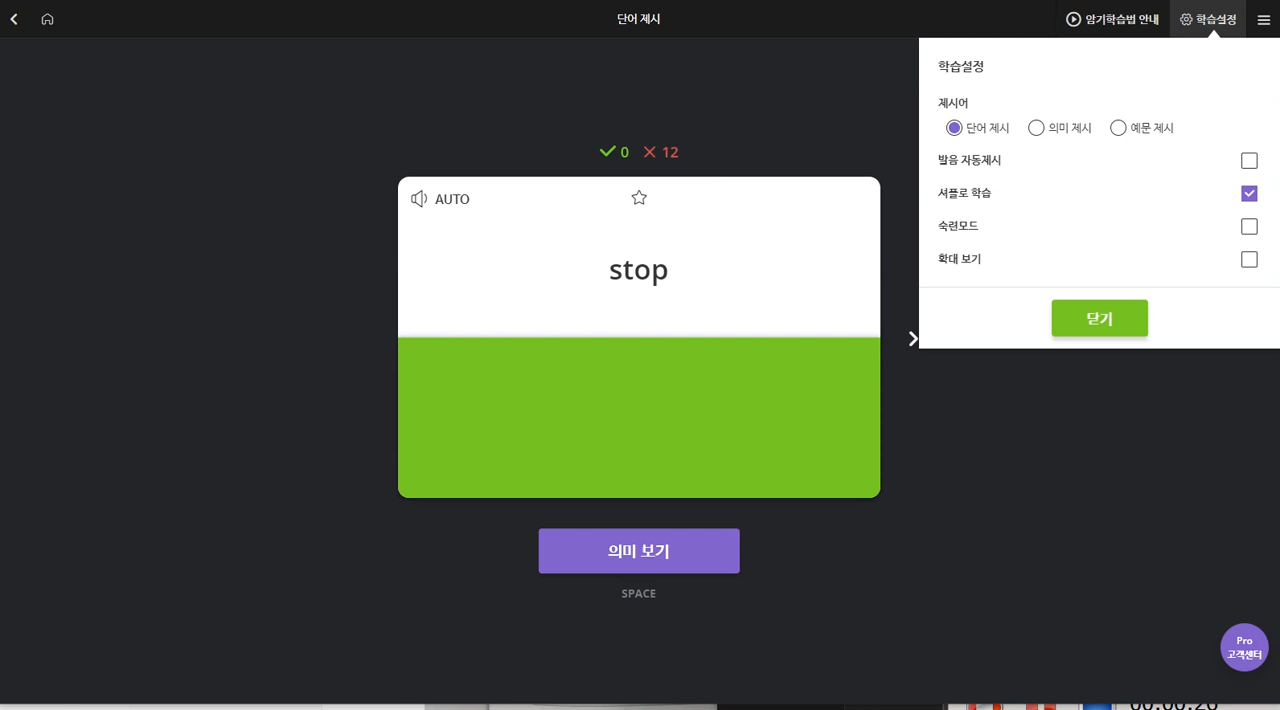 단어 제시
암기학습법 안내
학습설정
학습설정
제시어
단어 제시 의미 제시 예문 제시
발음 자동제시
셔플로 학습
숙련모드
확대 보기
닫기
0 12
AUTO
stop
의미 보기
SPACE
Pro
고객센터